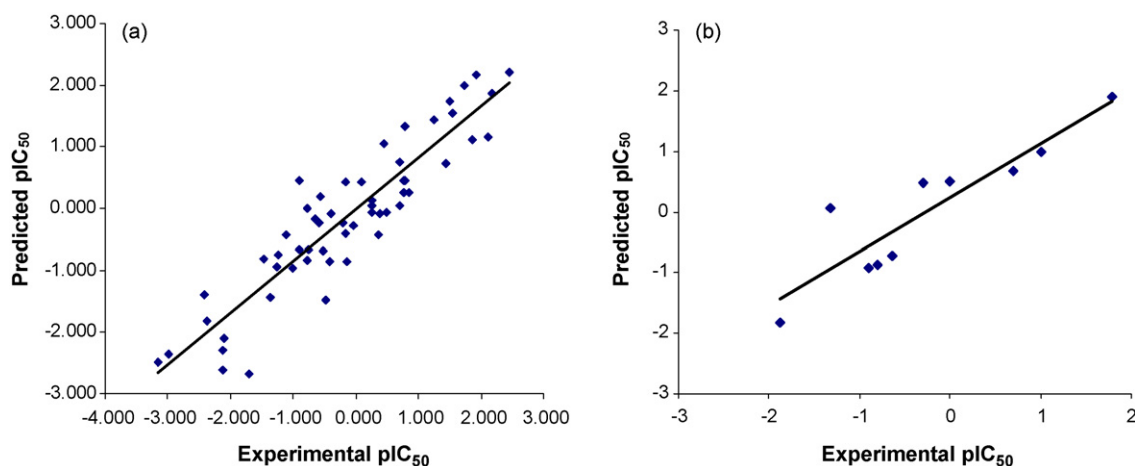 (a)
Predicted pIC50
3.000
2.000
1.000
0.000
-1.000
-2.000
-3.000
-4.000 -3.000 -2.000 -1.000 0.000 1.000 2.000 3.000
Experimental pIC50
(b)
Predicted pIC50
3
2
1
0
-1
-2
-3
-3 -2 -1 0 1 2
Experimental pIC50